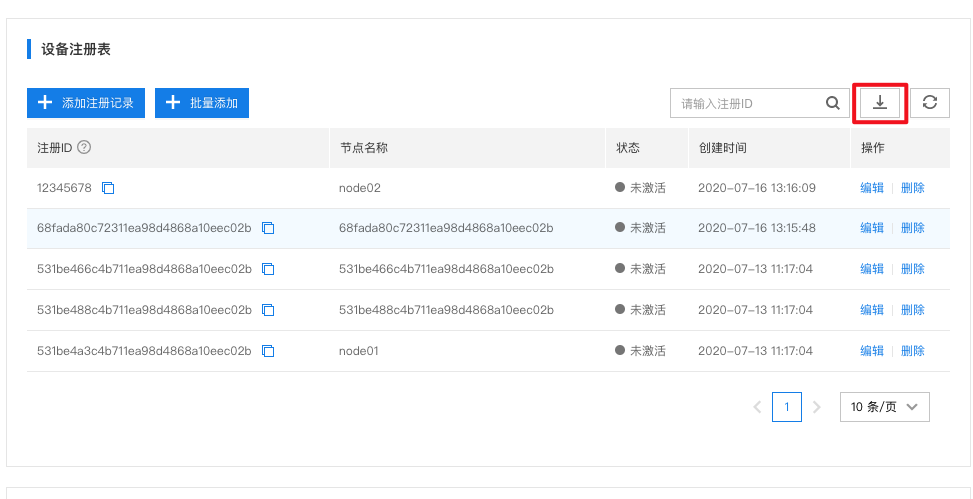 设备注册表
添加注册记录 批量添加 请输入注册ID
注册ID 节点名称 状态 创建时间 操作
12345678 node02 未激活 2020-07-16 13:16:09 编辑 删除
68fada80c72311ea98d4868a10eec02b 68fada80c72311ea98d4868a10eec02b 未激活 2020-07-16 13:15:48 编辑 删除
531be466c4b711ea98d4868a10eec02b 531be466c4b711ea98d4868a10eec02b 未激活 2020-07-13 11:17:04 编辑 删除
531be488c4b711ea98d4868a10eec02b 531be488c4b711ea98d4868a10eec02b 未激活 2020-07-13 11:17:04 编辑 删除
531be4a3c4b711ea98d4868a10eec02b node01 未激活 2020-07-13 11:17:04 编辑 删除
1 10 条/页